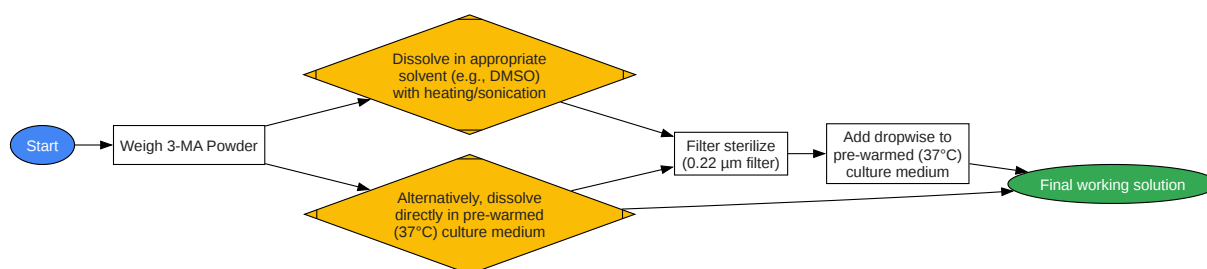 Start
Weigh 3-MA Powder
Dissolve in appropriate
solvent (e.g., DMSO)
with heating/sonication
Alternatively, dissolve
directly in pre-warmed
(37°C) culture medium
Filter sterilize
(0.22 µm filter)
Add dropwise to
pre-warmed (37°C)
culture medium
Final working solution